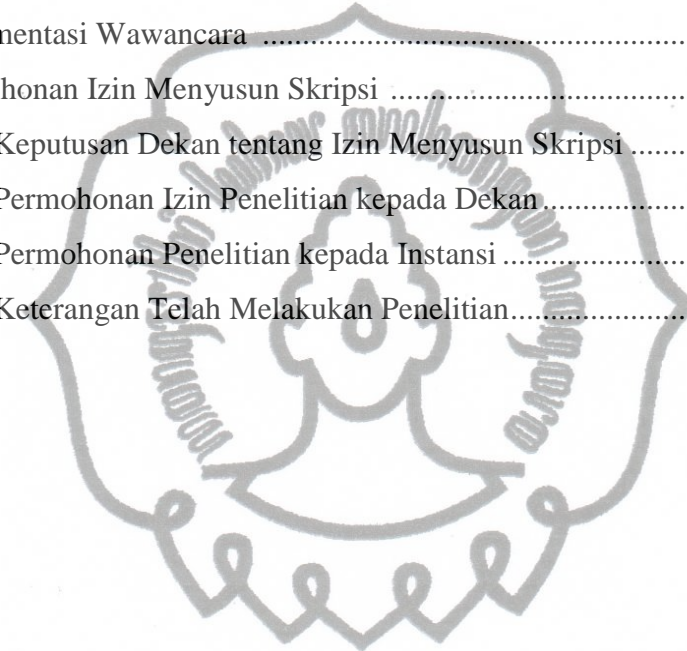 mentasi Wawancara ................................................
honan Izin Menyusun Skripsi ..................................
Keputusan Dekan tentang Izin Menyusun Skripsi .......
Permohonan Izin Penelitian kepada Dekan..................
Permohonan Penelitian kepada Instansi .......................
Keterangan Telah Melakukan Penelitian......................